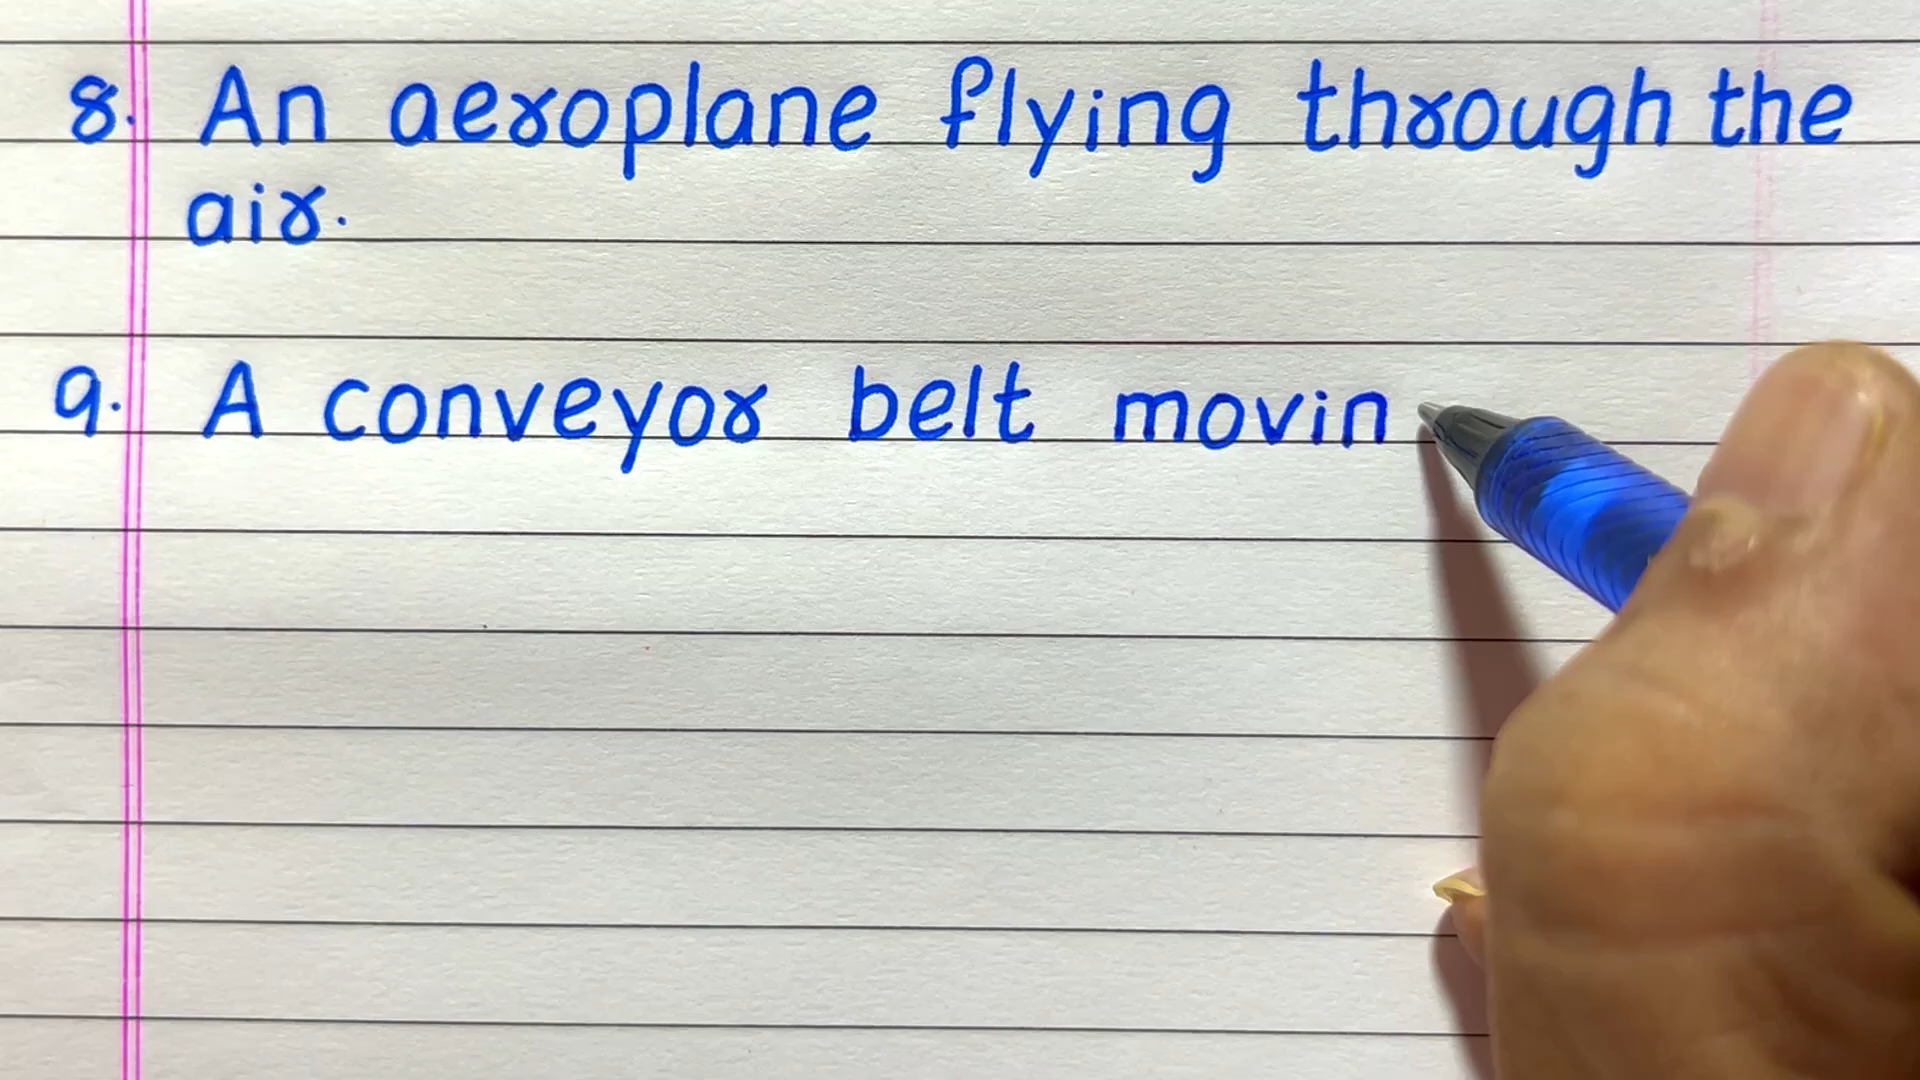 8. An aeroplane flying through the
air.
9. A conveyor belt movin